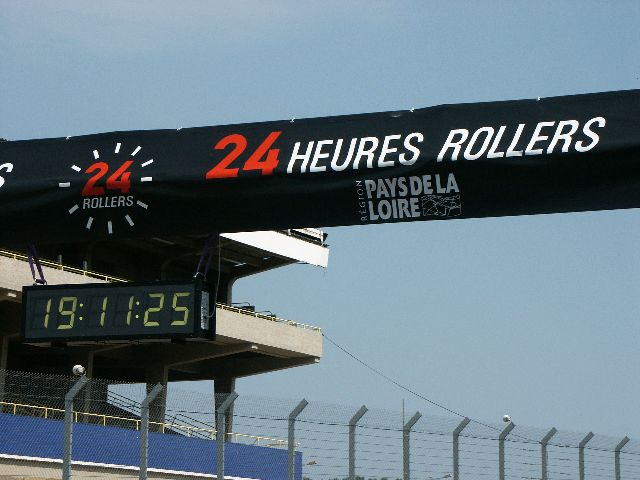 S
24
ROLLERS
24 HEURES ROLLERS
RÉGION
PAYS DE LA
LOIRE
19:11:25